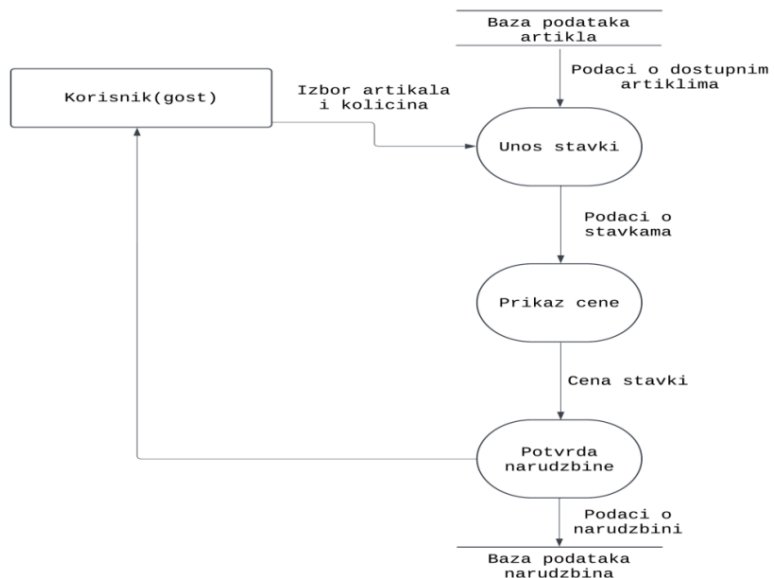 Baza podataka
artikla
Podaci o dostupnim
artiklima
Korisnik(gost)
Izbor artikala
i kolicina
Unos stavki
Podaci o
stavkama
Prikaz cene
Cena stavki
Potvrda
narudzbine
Podaci o
narudzbini
Baza podataka
narudzbina